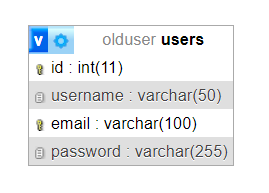 v olduser users
id : int(11)
username : varchar(50)
email : varchar(100)
password : varchar(255)